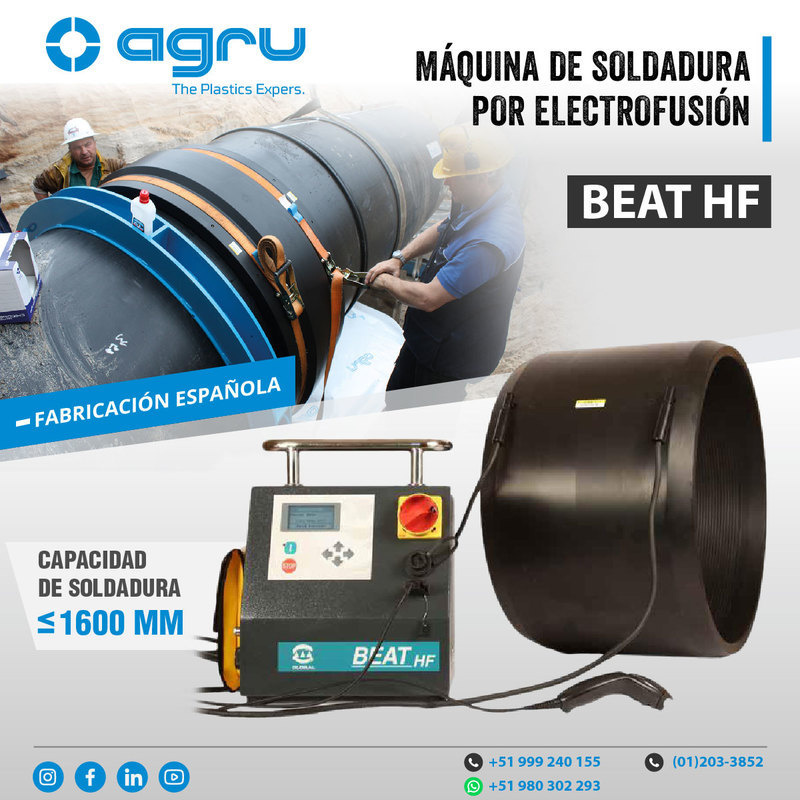 agru
The Plastics Expers.
MÁQUINA DE SOLDADURA
POR ELECTROFUSIÓN
BEAT HF
FABRICACIÓN ESPAÑOLA
CAPACIDAD
DE SOLDADURA
≤1600 MM
STOP
BEAT HF
+51 999 240 155
(01)203-3852
+51 980 302 293